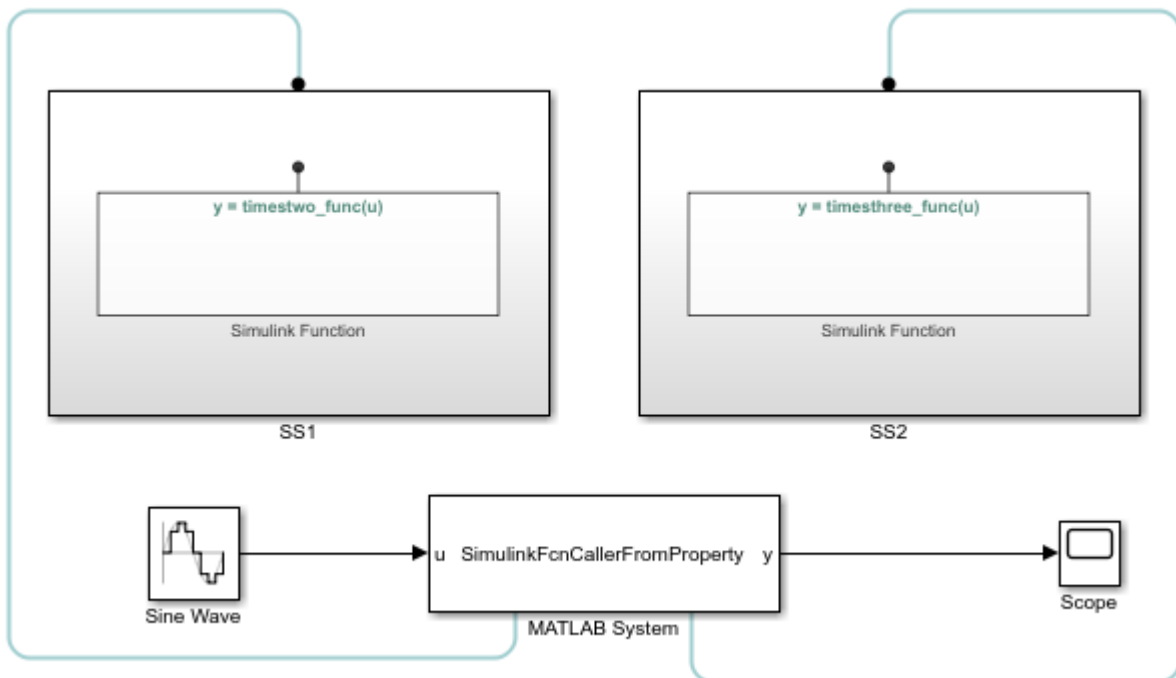 y = timestwo_func(u)
Simulink Function
SS1
y = timesthree_func(u)
Simulink Function
SS2
Sine Wave
u SimulinkFcnCallerFromProperty y
MATLAB System
Scope